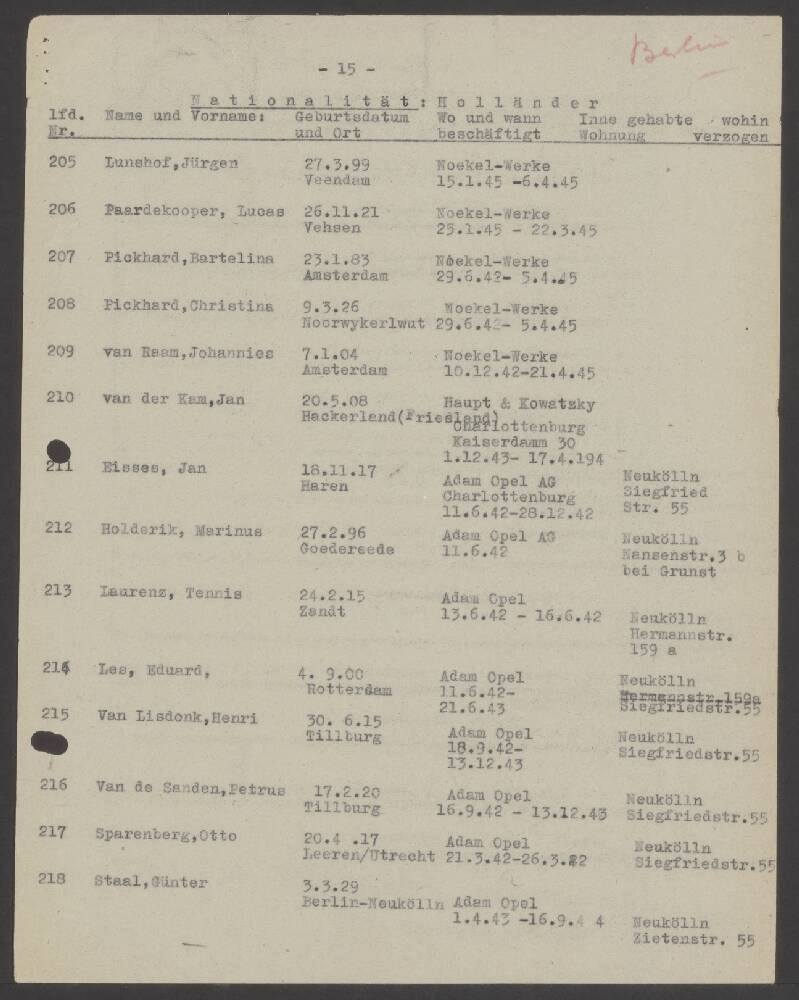 Berlin
- 15 -
Nationalität: Holländer
lfd. Nr. Name und Vorname: Geburtsdatum und Ort Wo und wann beschäftigt Inne gehabte Wohnung wohin verzogen
205 Lunshof,Jürgen 27.3.99 Noekel-Werke
Veendam 15.1.45 -6.4.45
206 Paardekooper, Lucas 26.11.21 Noekel-Werke
Vehsen 25.1.45 - 22.3.45
207 Pickhard,Bartelina 23.1.83 Noekel-Werke
Amsterdam 29.6.42- 5.4.45
208 Pickhard,Christina 9.3.26 Noekel-Werke
Noorwykerlwut 29.6.42- 5.4.45
209 van Raam,Johannies 7.1.04 Noekel-Werke
Amsterdam 10.12.42-21.4.45
210 van der Kam,Jan 20.5.08 Haupt & Kowatzky
Hackerland(Friesland)
Charlottenburg
Kaiserdamm 30
1.12.43- 17.4.194
211 Eisses, Jan 18.11.17 Adam Opel AG Neukölln
Haren Charlottenburg Siegfried
11.6.42-28.12.42 Str. 55
212 Holderik, Marinus 27.2.96 Adam Opel AG Neukölln
Goedereede 11.6.42 Nansenstr.3 b
bei Grunst
213 Laurenz, Tennis 24.2.15 Adam Opel
Zandt 13.6.42 - 16.6.42 Neukölln
Hermannstr.
159 a
214 Les, Eduard, 4. 9.00 Adam Opel Neukölln
Rotterdam 11.6.42- Hermannstr.159a
21.6.43 Siegfriedstr.55
215 Van Lisdonk,Henri 30. 6.15 Adam Opel Neukölln
Tillburg 18.9.42- Siegfriedstr.55
13.12.43
216 Van de Sanden,Petrus 17.2.20 Adam Opel Neukölln
Tillburg 16.9.42 - 13.12.43 Siegfriedstr.55
217 Sparenberg,Otto 20.4 .17 Adam Opel Neukölln
Leeren/Utrecht 21.3.42-26.3.42 Siegfriedstr.55
218 Staal,Günter 3.3.29
Berlin-Neukölln Adam Opel
1.4.43 -16.9.4 4 Neukölln
Zietenstr. 55